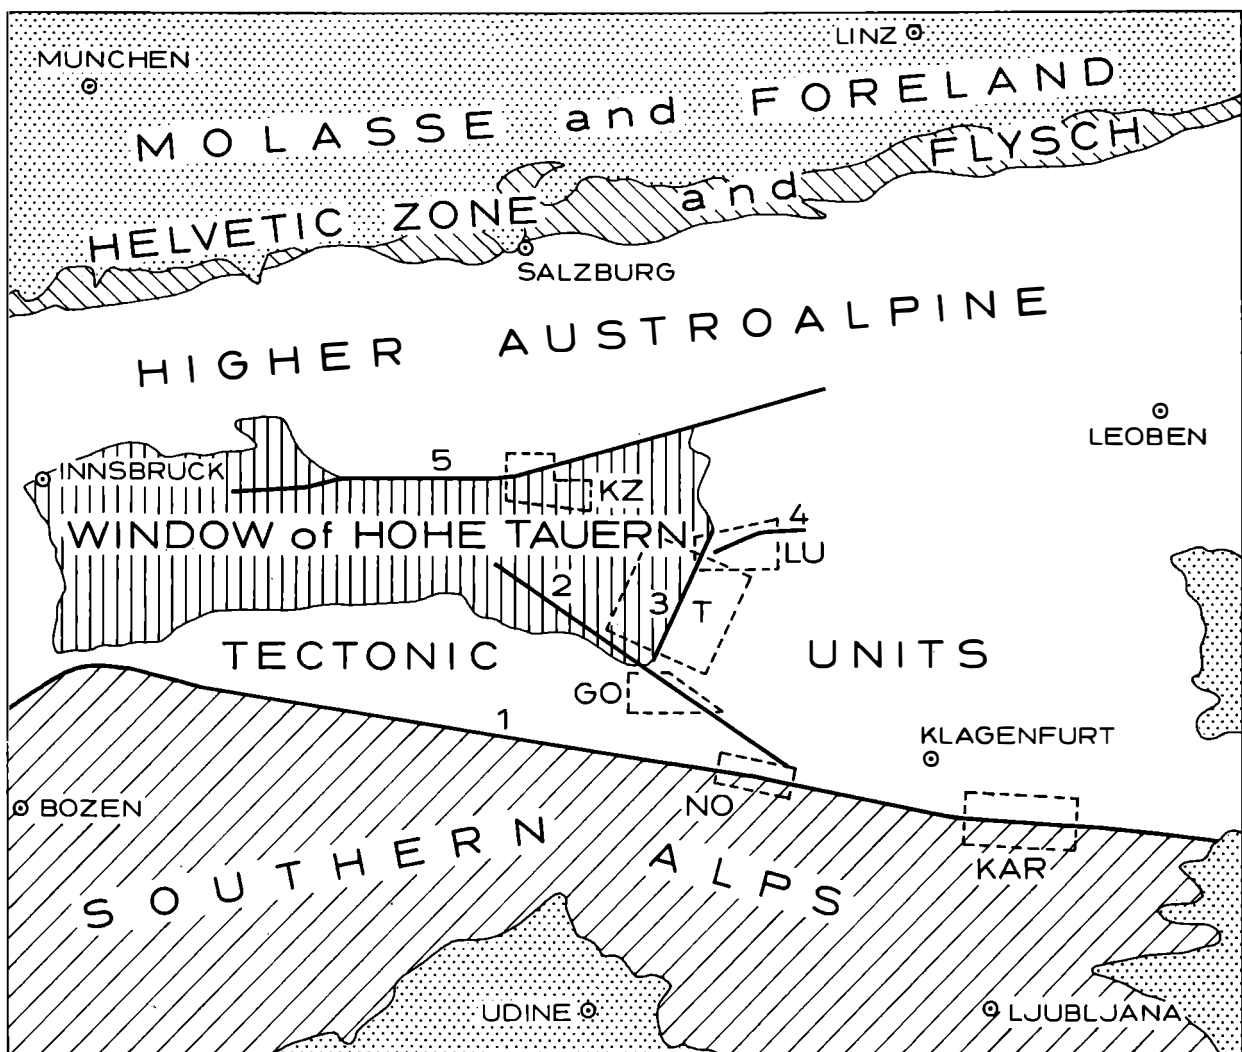 LINZ
MUNCHEN
MOLASSE and FORELAND
HELVETIC ZONE and FLYSCH
SALZBURG
HIGHER AUSTROALPINE
LEOBEN
5
INNSBRUCK
KZ
WINDOW of HOHE TAUERN
4
LU
2
3
T
TECTONIC UNITS
GO
1
KLAGENFURT
NO
BOZEN
KAR
SOUTHERN ALPS
UDINE
LJUBLJANA